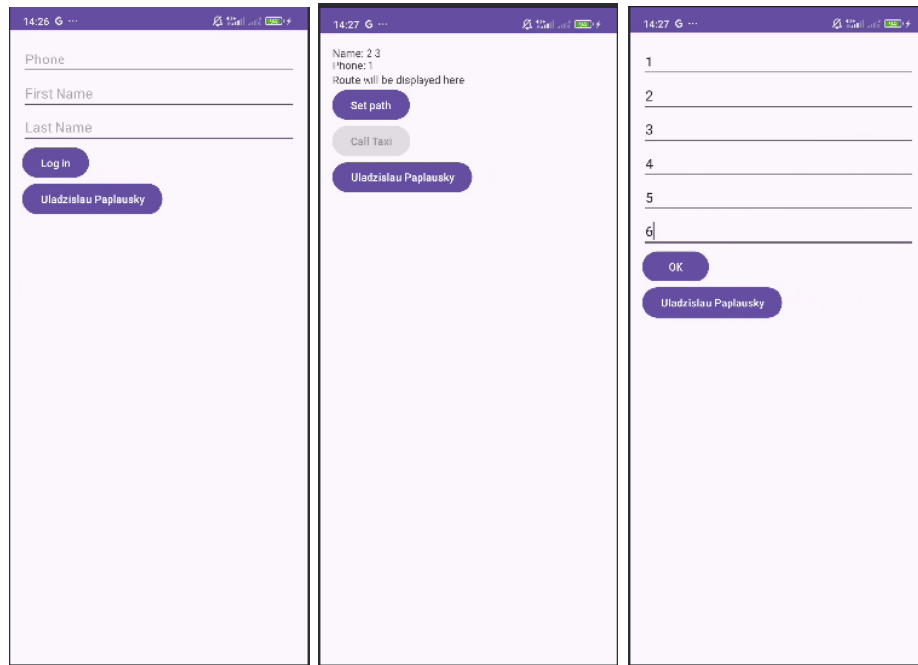 14:26 G ...
Phone
First Name
Last Name
Log in
Uladzislau Paplausky
14:27 G ...
Name: 2 3
Phone: 1
Route will be displayed here
Set path
Call Taxi
Uladzislau Paplausky
14:27 G ...
1
2
3
4
5
6
OK
Uladzislau Paplausky